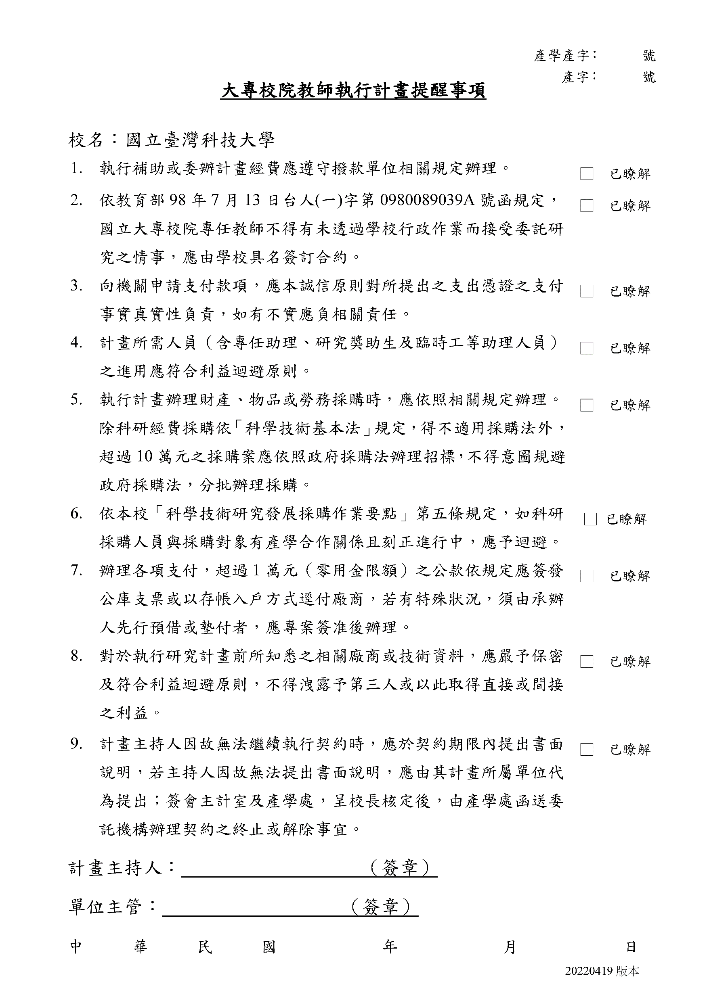 產學產字：　　　號
產字：　　　號
大專校院教師執行計畫提醒事項
校名：國立臺灣科技大學
1. 執行補助或委辦計畫經費應遵守撥款單位相關規定辦理。 □ 已瞭解
2. 依教育部 98 年 7 月 13 日台人(一)字第 0980089039A 號函規定， □ 已瞭解
國立大專校院專任教師不得有未透過學校行政作業而接受委託研
究之情事，應由學校具名簽訂合約。
3. 向機關申請支付款項，應本誠信原則對所提出之支出憑證之支付 □ 已瞭解
事實真實性負責，如有不實應負相關責任。
4. 計畫所需人員（含專任助理、研究獎助生及臨時工等助理人員） □ 已瞭解
之進用應符合利益迴避原則。
5. 執行計畫辦理財產、物品或勞務採購時，應依照相關規定辦理。 □ 已瞭解
除科研經費採購依「科學技術基本法」規定，得不適用採購法外，
超過 10 萬元之採購案應依照政府採購法辦理招標，不得意圖規避
政府採購法，分批辦理採購。
6. 依本校「科學技術研究發展採購作業要點」第五條規定，如科研 □ 已瞭解
採購人員與採購對象有產學合作關係且刻正進行中，應予迴避。
7. 辦理各項支付，超過 1 萬元（零用金限額）之公款依規定應簽發 □ 已瞭解
公庫支票或以存帳入戶方式逕付廠商，若有特殊狀況，須由承辦
人先行預借或墊付者，應專案簽准後辦理。
8. 對於執行研究計畫前所知悉之相關廠商或技術資料，應嚴予保密 □ 已瞭解
及符合利益迴避原則，不得洩露予第三人或以此取得直接或間接
之利益。
9. 計畫主持人因故無法繼續執行契約時，應於契約期限內提出書面 □ 已瞭解
說明，若主持人因故無法提出書面說明，應由其計畫所屬單位代
為提出；簽會主計室及產學處，呈校長核定後，由產學處函送委
託機構辦理契約之終止或解除事宜。
計畫主持人：　　　　　　（簽章）
單位主管：　　　　　　（簽章）
中 華 民 國 年 月 日
20220419 版本